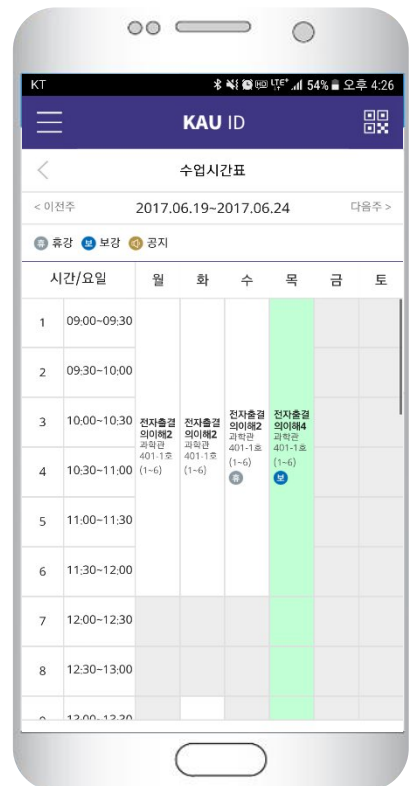 KT HD LTE+ 54% 오후 4:26
KAU ID
수업시간표
< 이전주 2017.06.19~2017.06.24 다음주 >
휴 휴강 보 보강 공지
시간/요일 월 화 수 목 금 토
1 09:00~09:30
2 09:30~10:00
3 10:00~10:30
4 10:30~11:00
5 11:00~11:30
6 11:30~12:00
7 12:00~12:30
8 12:30~13:00
전자출결
의이해2
과학관
401-1호
(1~6)
전자출결
의이해2
과학관
401-1호
(1~6)
전자출결
의이해2
과학관
401-1호
(1~6)
휴
전자출결
의이해4
과학관
401-1호
(1~6)
보